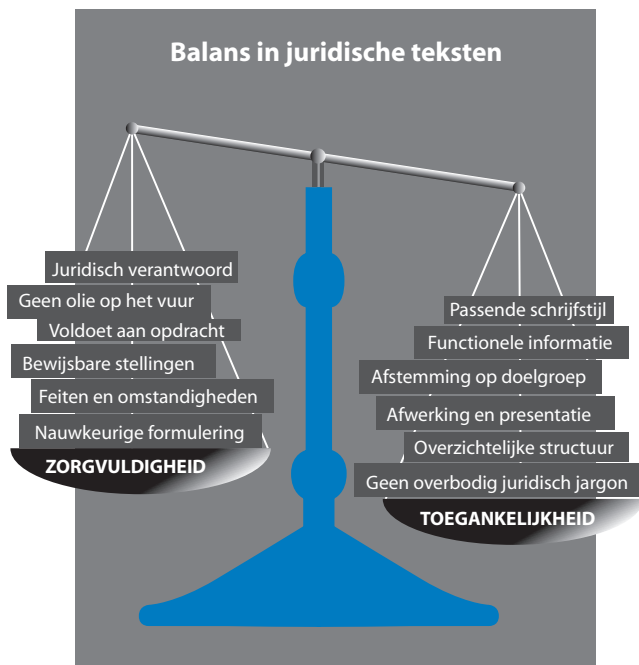 Balans in juridische teksten
Juridisch verantwoord
Geen olie op het vuur
Voldoet aan opdracht
Bewijsbare stellingen
Feiten en omstandigheden
Nauwkeurige formulering
ZORGVULDIGHEID
Passende schrijfstijl
Functionele informatie
Afstemming op doelgroep
Afwerking en presentatie
Overzichtelijke structuur
Geen overbodig juridisch jargon
TOEGANKELIJKHEID